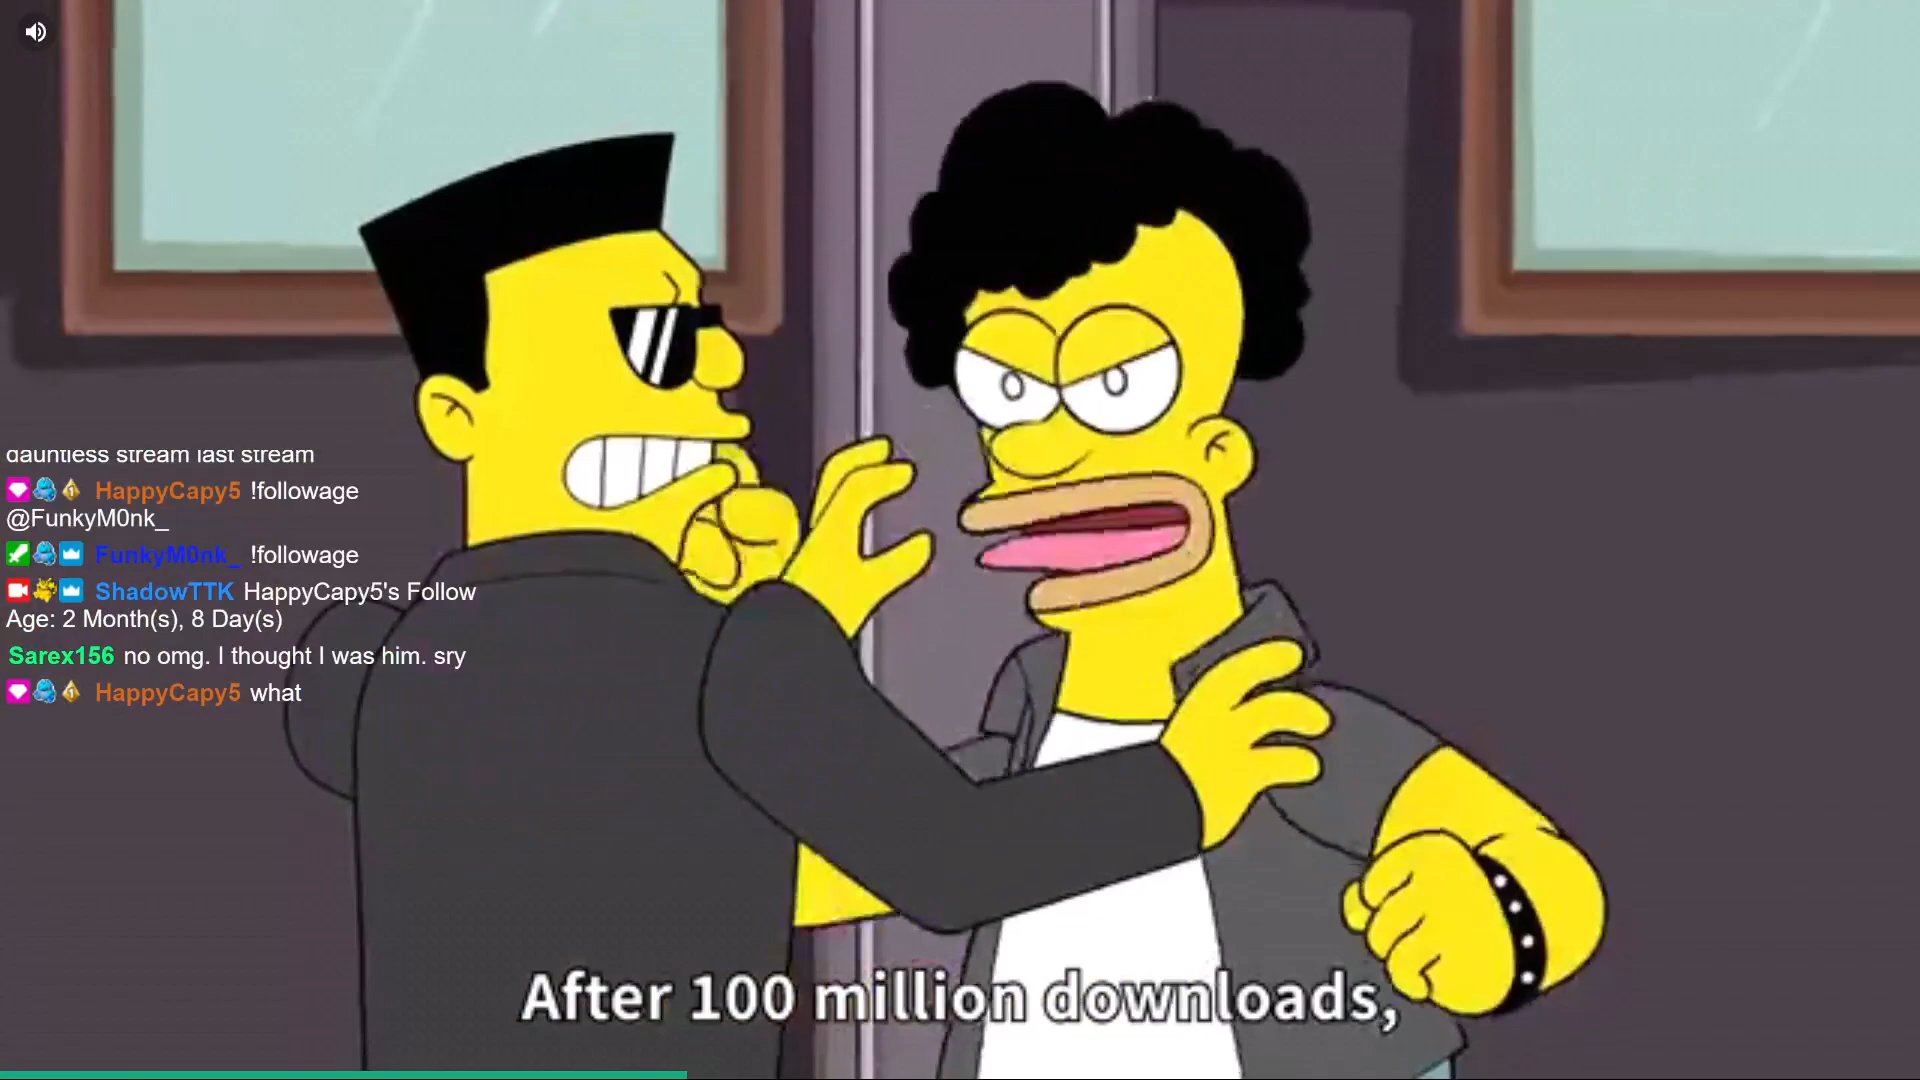 dauntless stream last stream
HappyCapy5 !followage
@FunkyM0nk_
FunkyM0nk_ !followage
ShadowTTK HappyCapy5's Follow
Age: 2 Month(s), 8 Day(s)
Sarex156 no omg. I thought I was him. sry
HappyCapy5 what
After 100 million downloads,